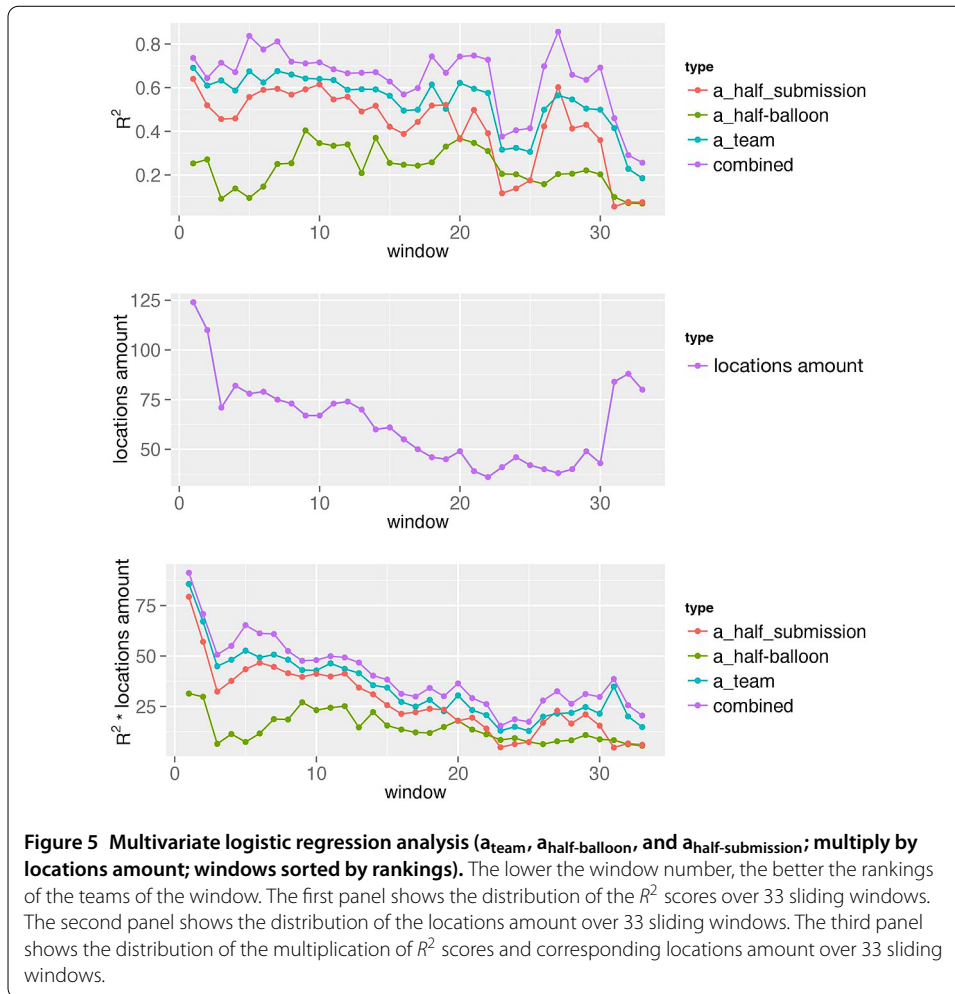 0.8
0.6
0.4
0.2
R²
0
10
20
30
window
type
a_half_submission
a_half-balloon
a_team
combined
125
100
75
50
locations amount
0
10
20
30
window
type
locations amount
75
50
25
R² * locations amount
0
10
20
30
window
type
a_half_submission
a_half-balloon
a_team
combined
Figure 5 Multivariate logistic regression analysis (a_team, a_half-balloon, and a_half-submission; multiply by
locations amount; windows sorted by rankings). The lower the window number, the better the rankings
of the teams of the window. The first panel shows the distribution of the R² scores over 33 sliding windows.
The second panel shows the distribution of the locations amount over 33 sliding windows. The third panel
shows the distribution of the multiplication of R² scores and corresponding locations amount over 33 sliding
windows.